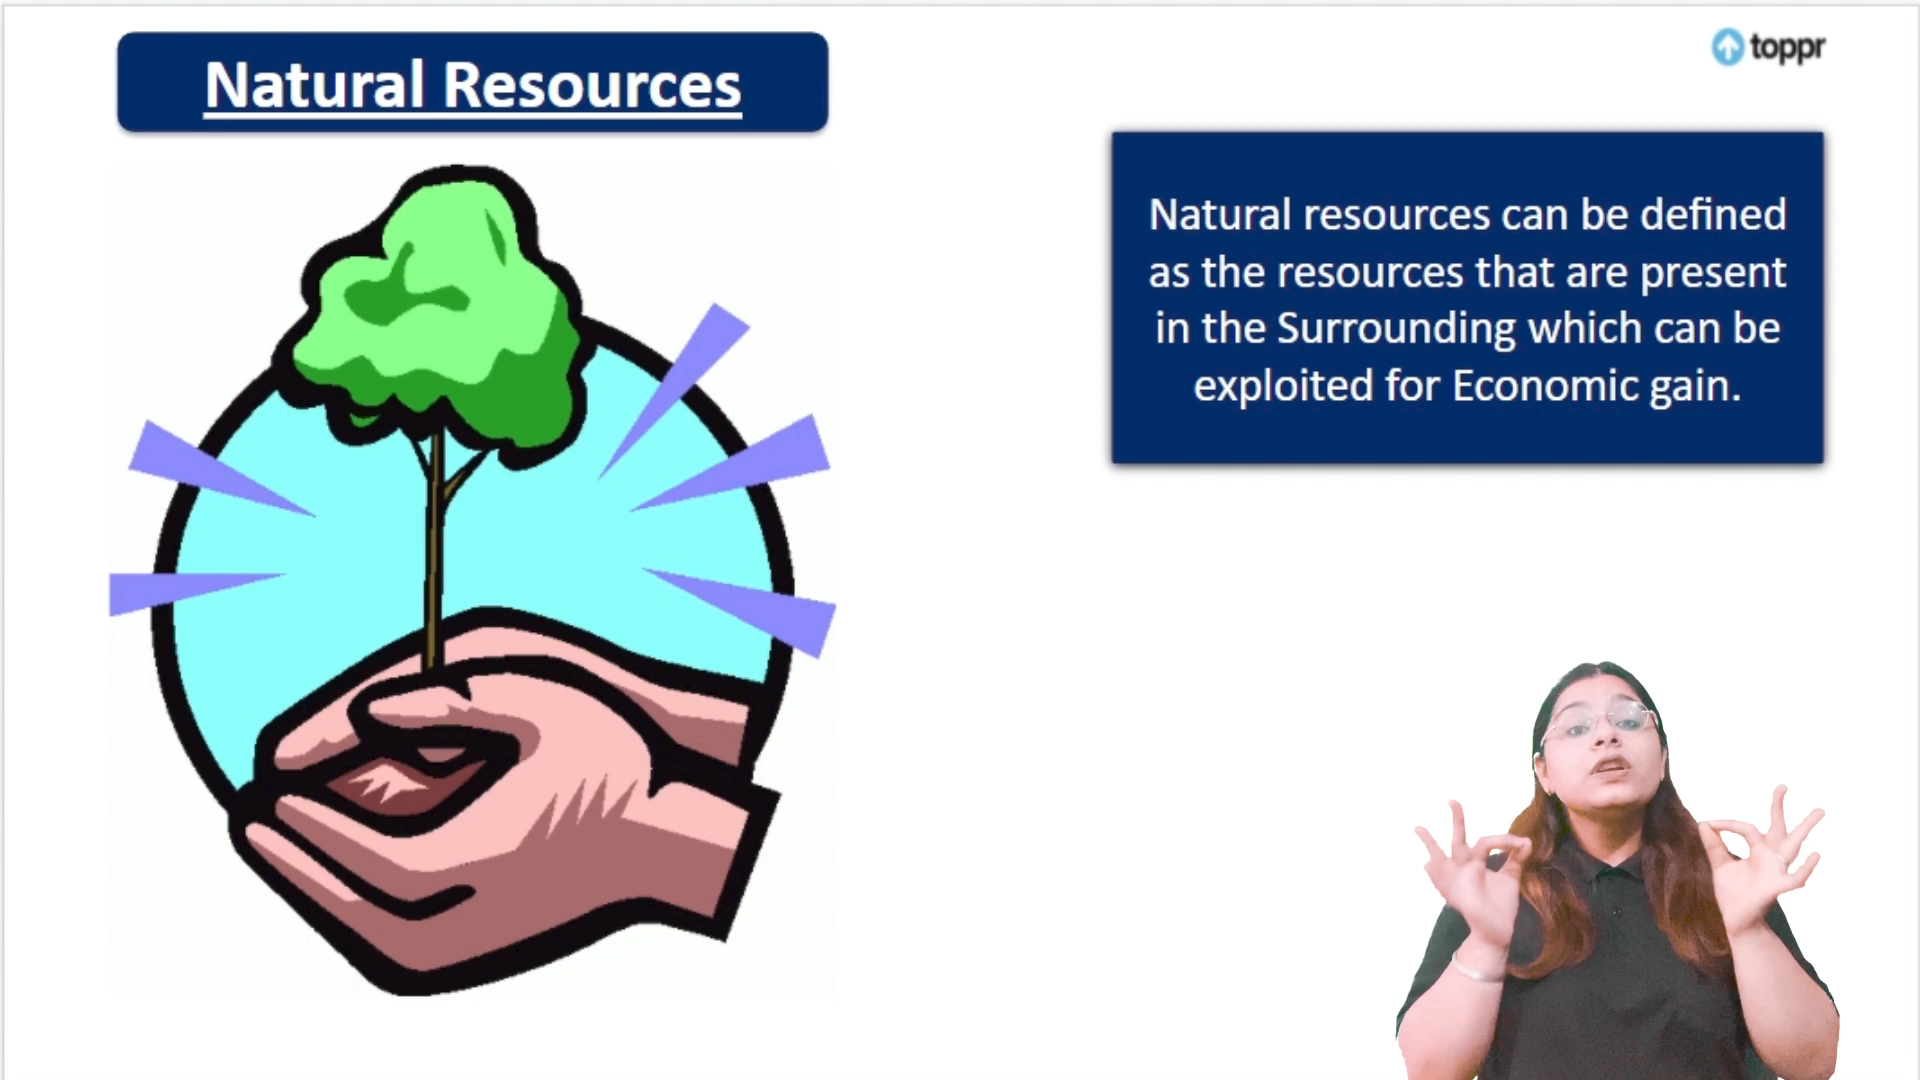 Natural Resources
toppr
Natural resources can be defined
as the resources that are present
in the Surrounding which can be
exploited for Economic gain.